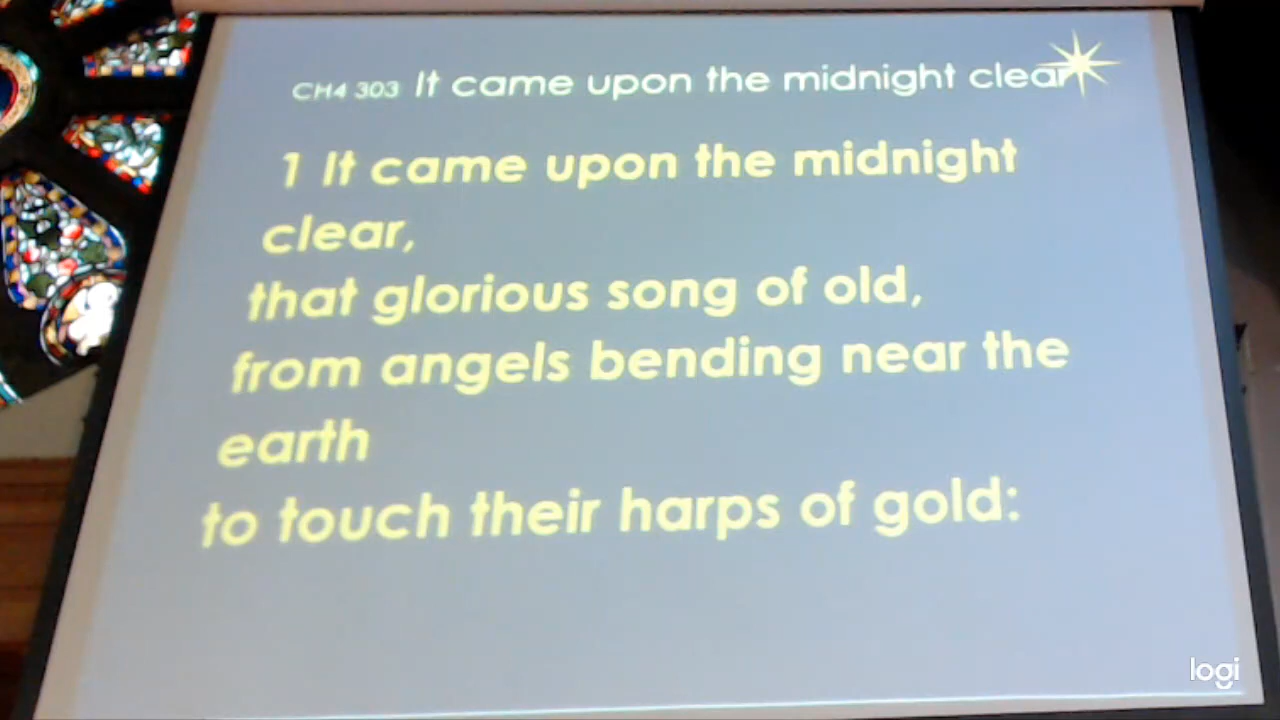 CH4 303 It came upon the midnight clear
1 It came upon the midnight
clear,
that glorious song of old,
from angels bending near the
earth
to touch their harps of gold:
logi